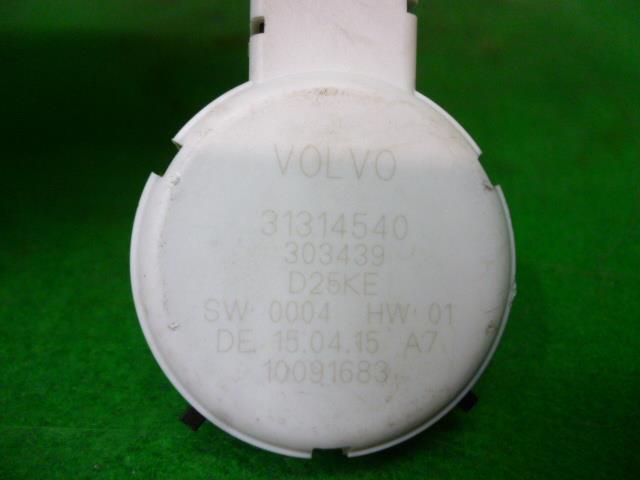 VOLVO
31314540
303439
D25KE
SW 0004 HW 01
DE 15.04.15 A7
10091683